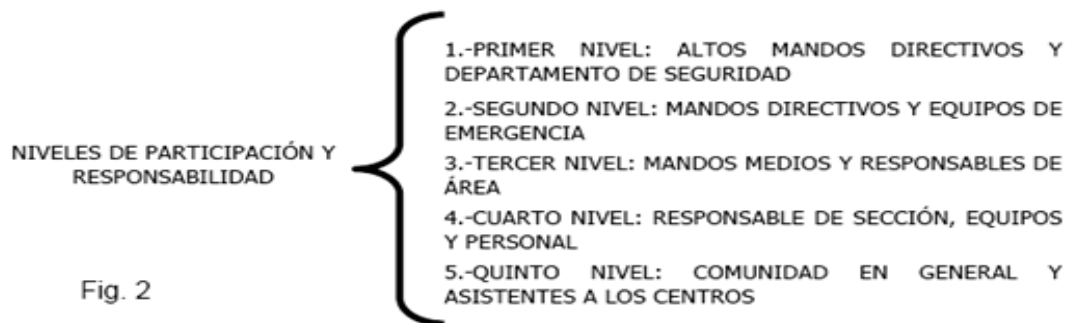 NIVELES DE PARTICIPACIÓN Y
RESPONSABILIDAD
1.-PRIMER NIVEL: ALTOS MANDOS DIRECTIVOS Y
DEPARTAMENTO DE SEGURIDAD
2.-SEGUNDO NIVEL: MANDOS DIRECTIVOS Y EQUIPOS DE
EMERGENCIA
3.-TERCER NIVEL: MANDOS MEDIOS Y RESPONSABLES DE
ÁREA
4.-CUARTO NIVEL: RESPONSABLE DE SECCIÓN, EQUIPOS
Y PERSONAL
5.-QUINTO NIVEL: COMUNIDAD EN GENERAL Y
ASISTENTES A LOS CENTROS
Fig. 2